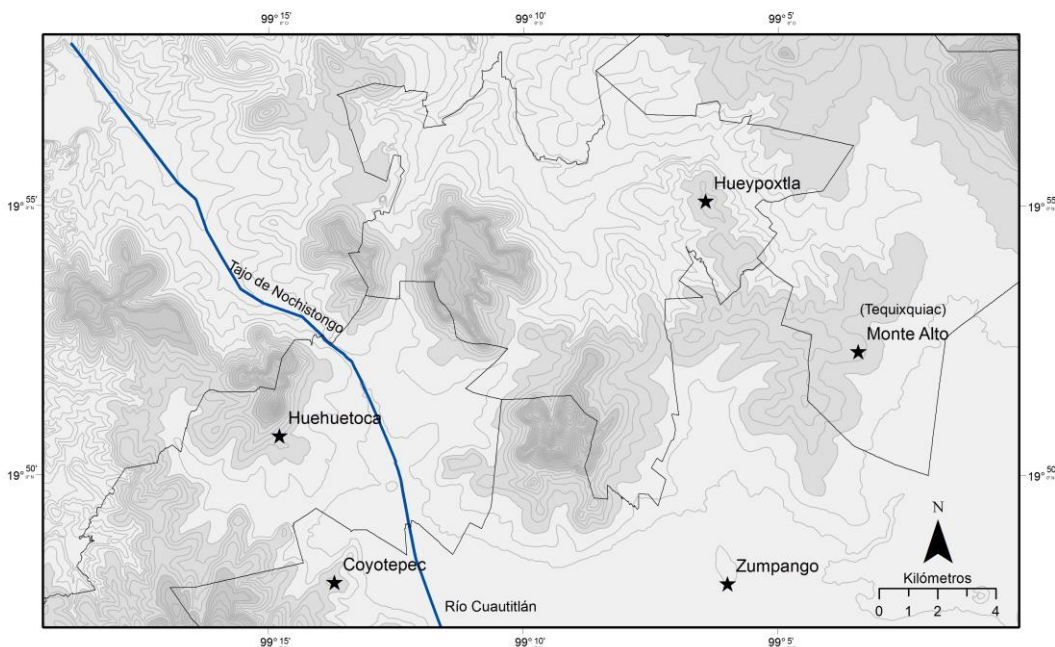 99° 15'
99° 10'
99° 5'
19° 55'
19° 55'
Hueypoxtla
Tajo de Nochistongo
(Tequixquiac)
Monte Alto
Huehuetoca
19° 50'
19° 50'
N
Coyotepec
Zumpango
Kilómetros
0 1 2 4
Río Cuautitlán
99° 15'
99° 10'
99° 5'